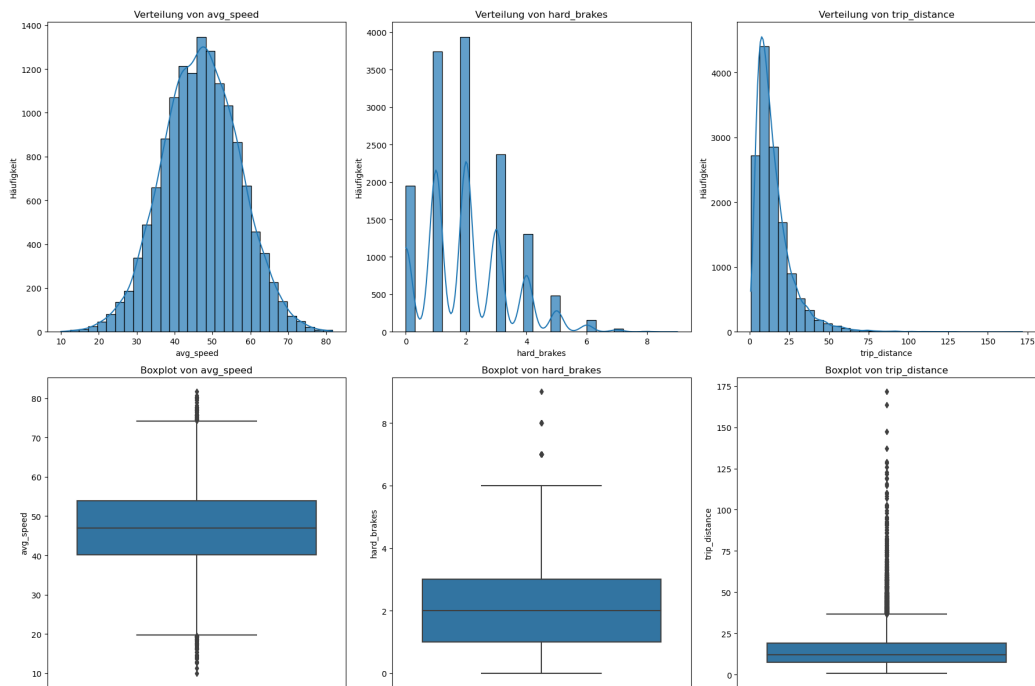 Verteilung von avg_speed
Häufigkeit
1400
1200
1000
800
600
400
200
0
10 20 30 40 50 60 70 80
avg_speed
Verteilung von hard_brakes
Häufigkeit
4000
3500
3000
2500
2000
1500
1000
500
0
0 2 4 6 8
hard_brakes
Verteilung von trip_distance
Häufigkeit
4000
3000
2000
1000
0
0 25 50 75 100 125 150 175
trip_distance
Boxplot von avg_speed
avg_speed
80
70
60
50
40
30
20
10
Boxplot von hard_brakes
hard_brakes
8
6
4
2
0
Boxplot von trip_distance
trip_distance
175
150
125
100
75
50
25
0